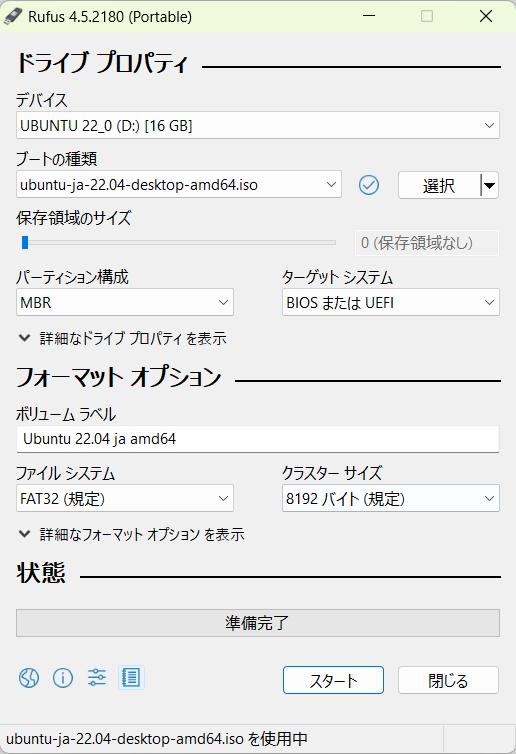 Rufus 4.5.2180 (Portable)
ドライブ プロパティ
デバイス
UBUNTU 22_0 (D:) [16 GB]
ブートの種類
ubuntu-ja-22.04-desktop-amd64.iso
選択
保存領域のサイズ
0 (保存領域なし)
パーティション構成
ターゲット システム
MBR
BIOS または UEFI
詳細なドライブ プロパティ を表示
フォーマット オプション
ボリューム ラベル
Ubuntu 22.04 ja amd64
ファイル システム
クラスター サイズ
FAT32 (規定)
8192 バイト (規定)
詳細なフォーマット オプション を表示
状態
準備完了
スタート
閉じる
ubuntu-ja-22.04-desktop-amd64.iso を使用中